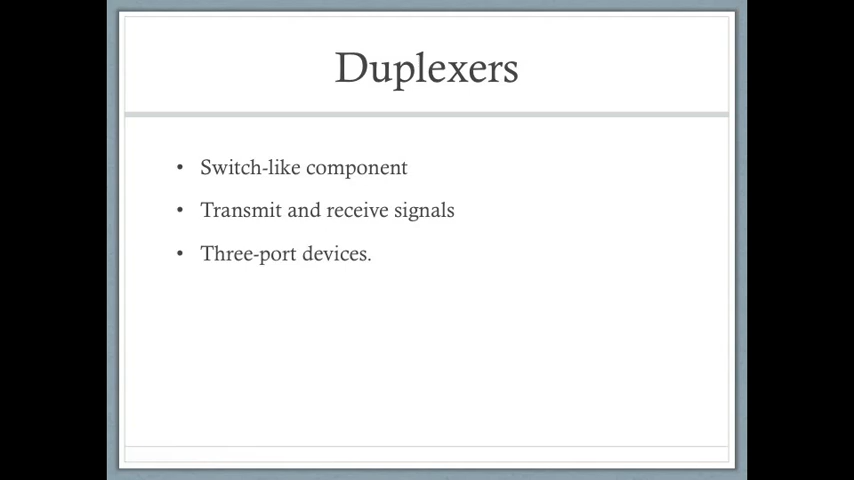 Duplexers
• Switch-like component
• Transmit and receive signals
• Three-port devices.